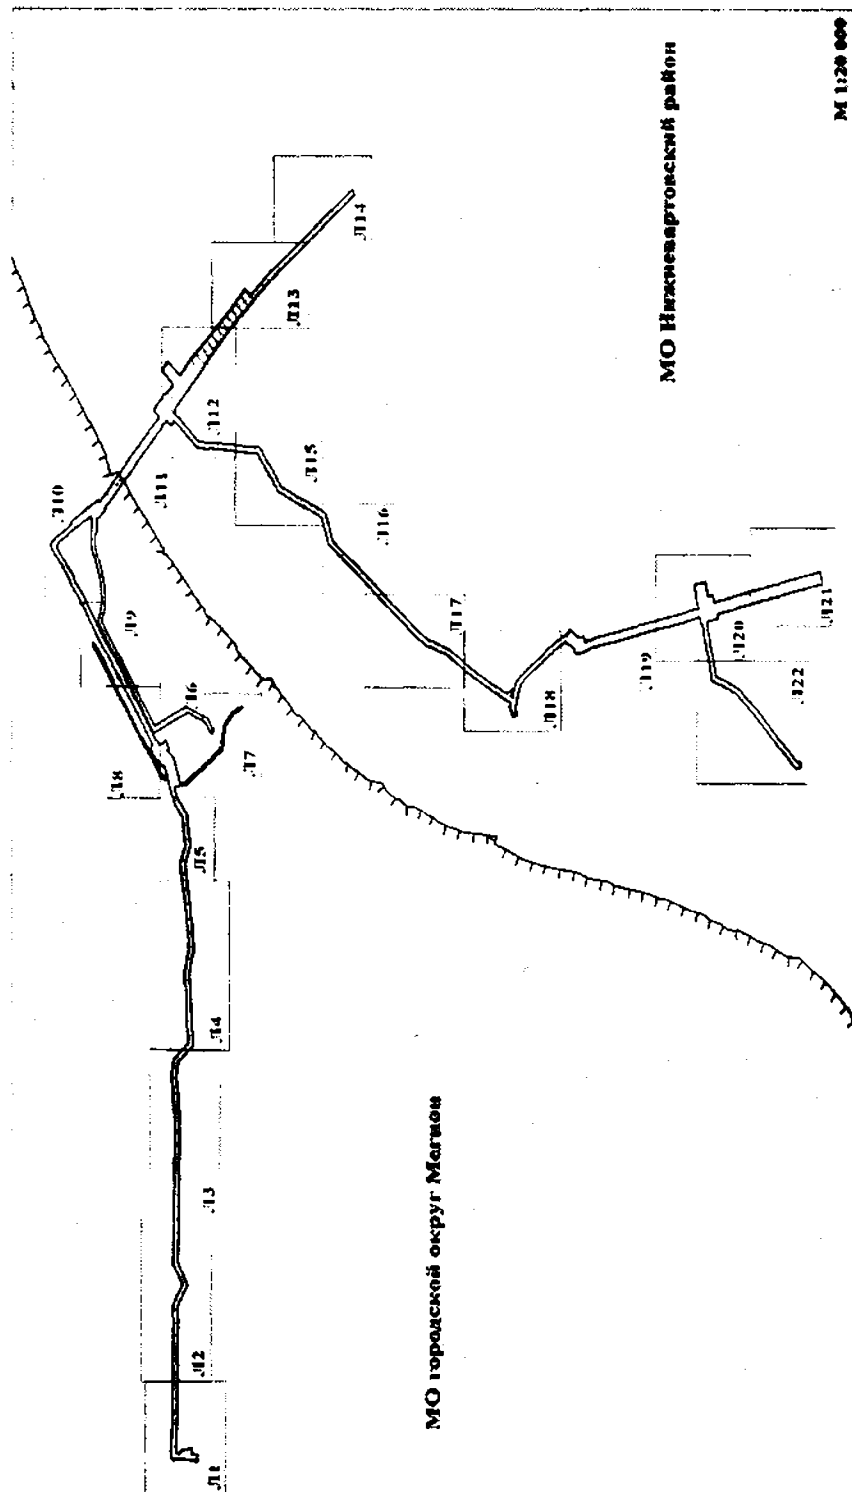 Л1
Л2
Л3
Л4
Л5
Л6
Л7
Л8
Л9
Л10
Л11
Л12
Л13
Л14
Л15
Л16
Л17
Л18
Л19
Л20
Л21
Л22
МО городской округ Мегион
МО Нижневартовский район
М 1:20 000